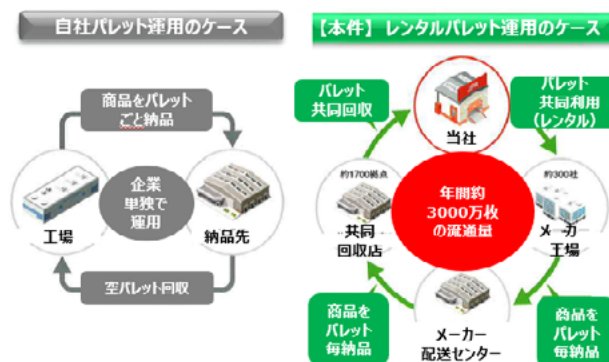 自社パレット運用のケース
商品をパレット
ごと納品
企業
単独で
運用
工場
納品先
空パレット回収
【本件】レンタルパレット運用のケース
パレット
共同回収
当社
パレット
共同利用
(レンタル)
約1700拠点
共同
回収店
年間約
3000万枚
の流通量
約300社
メーカ
工場
商品を
パレット
毎納品
メーカー
配送センター
商品を
パレット
毎納品